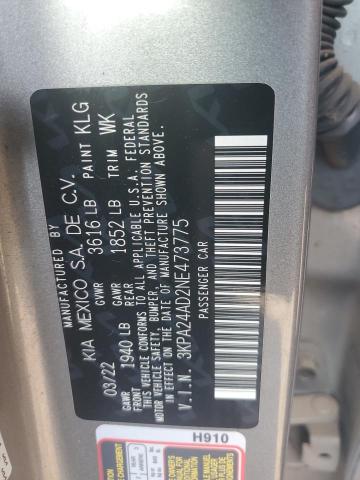 MANUFACTURED BY
KIA MEXICO S.A. DE C.V.
03/22 GVWR 3616 LB PAINT KLG
GAWR FRONT 1940 LB GAWR REAR 1852 LB TRIM WK
THIS VEHICLE CONFORMS TO ALL APPLICABLE U.S.A. FEDERAL
MOTOR VEHICLE SAFETY, BUMPER, AND THEFT PREVENTION
STANDARDS IN EFFECT ON THE DATE OF MANUFACTURE SHOWN ABOVE.
V.I.N. 3KPA24AD2NE473775
PASSENGER CAR
H910